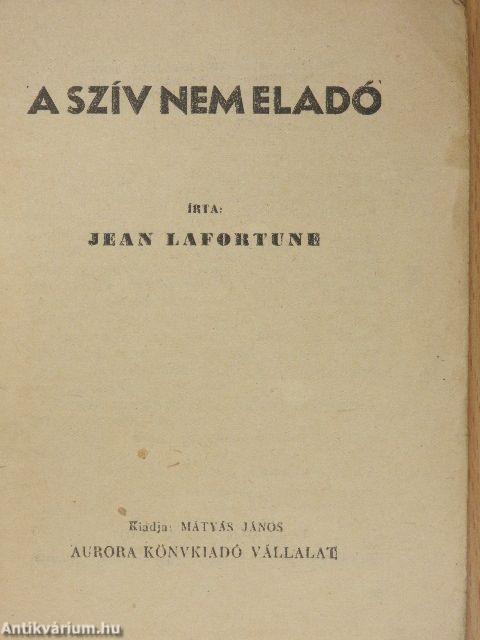 A SZÍV NEM ELADÓ
ÍRTA:
JEAN LAFORTUNE
Kiadja: MÁTYÁS JÁNOS
AURORA KÖNVKIADÓ VÁLLALAT
Antikvárium.hu